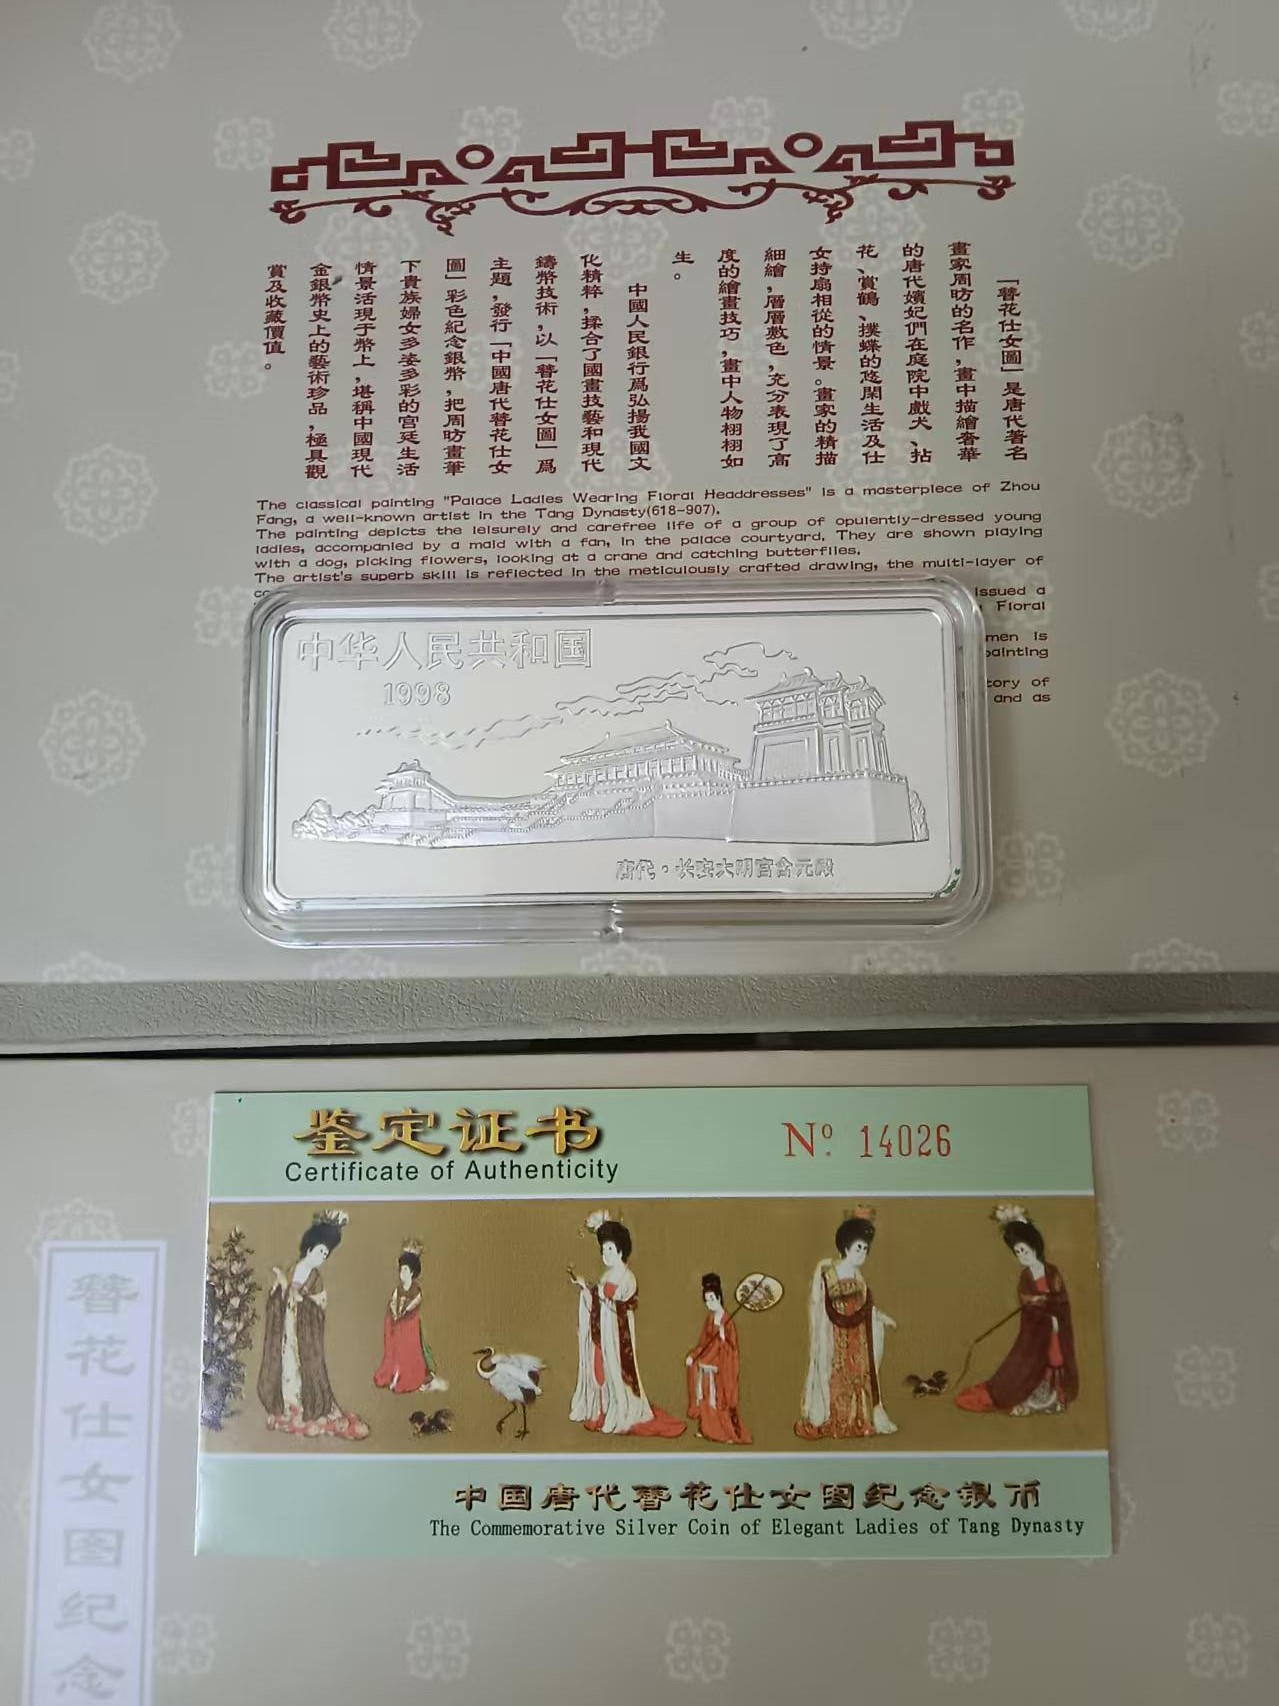 「簪花仕女圖」是唐代著名
畫家周昉的名作，畫中描繪奢華
的唐代嬪妃們在庭院中戲犬、拈
花、賞鶴、撲蝶的悠閑生活及仕
女持扇相從的情景。畫家的精描
細繪，層層敷色，充分表現了高
度的繪畫技巧，畫中人物栩栩如
生。
中國人民銀行爲弘揚我國文
化精粹，揉合了國畫技藝和現代
鑄幣技術，以「簪花仕女圖」爲
主題，發行「中國唐代簪花仕女
圖」彩色紀念銀幣，把周昉畫筆
下貴族婦女多姿多彩的宮廷生活
情景活現于幣上，堪稱中國現代
金銀幣史上的藝術珍品，極具觀
賞及收藏價值。
The classical painting "Palace Ladies Wearing Floral Headdresses" is a masterpiece of Zhou
Fang, a well-known artist in the Tang Dynasty(618-907).
The painting depicts the leisurely and carefree life of a group of opulently-dressed young
ladies, accompanied by a maid with a fan, in the palace courtyard. They are shown playing
with a dog, picking flowers, looking at a crane and catching butterflies.
The artist's superb skill is reflected in the meticulously crafted drawing, the multi-layer of
issued a
Floral
men is
painting
tory of
and as
中华人民共和国
1998
唐代·长安大明宫含元殿
鉴定证书
Certificate of Authenticity
Nº 14026
中国唐代簪花仕女图纪念银币
The Commemorative Silver Coin of Elegant Ladies of Tang Dynasty
簪花仕女图纪念